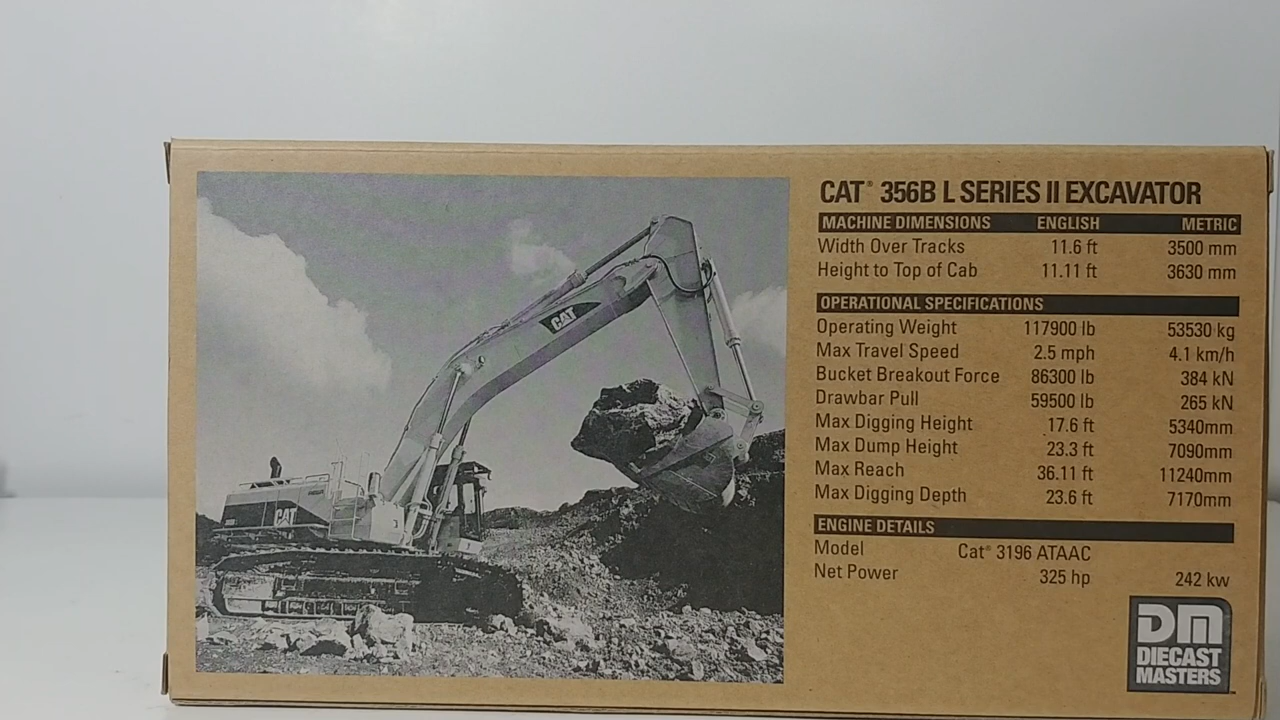 CAT® 356B L SERIES II EXCAVATOR
MACHINE DIMENSIONS ENGLISH METRIC
Width Over Tracks 11.6 ft 3500 mm
Height to Top of Cab 11.11 ft 3630 mm
OPERATIONAL SPECIFICATIONS
Operating Weight 117900 lb 53530 kg
Max Travel Speed 2.5 mph 4.1 km/h
Bucket Breakout Force 86300 lb 384 kN
Drawbar Pull 59500 lb 265 kN
Max Digging Height 17.6 ft 5340mm
Max Dump Height 23.3 ft 7090mm
Max Reach 36.11 ft 11240mm
Max Digging Depth 23.6 ft 7170mm
ENGINE DETAILS
Model Cat® 3196 ATAAC
Net Power 325 hp 242 kw
DM
DIECAST
MASTERS
CAT
CAT